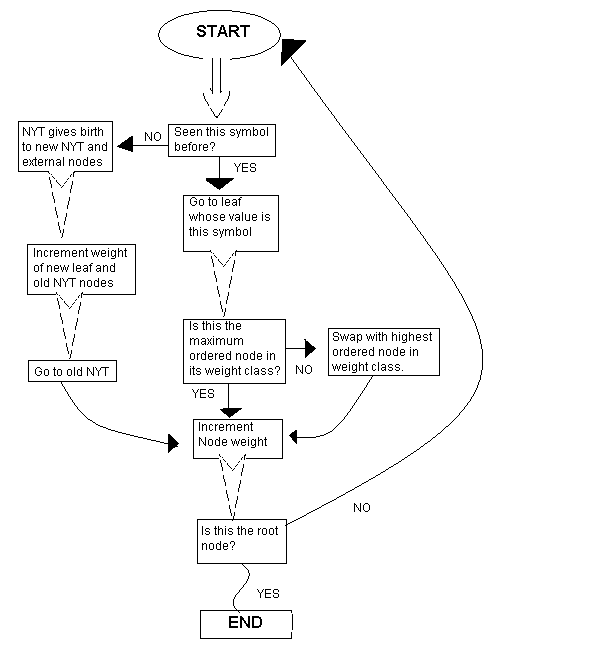 START
Seen this symbol
before?
NO
YES
NYT gives birth
to new NYT and
external nodes
Go to leaf
whose value is
this symbol
Increment weight
of new leaf and
old NYT nodes
Is this the
maximum
ordered node in
its weight class?
NO
YES
Swap with highest
ordered node in
weight class.
Go to old NYT
Increment
Node weight
Is this the root
node?
NO
YES
END